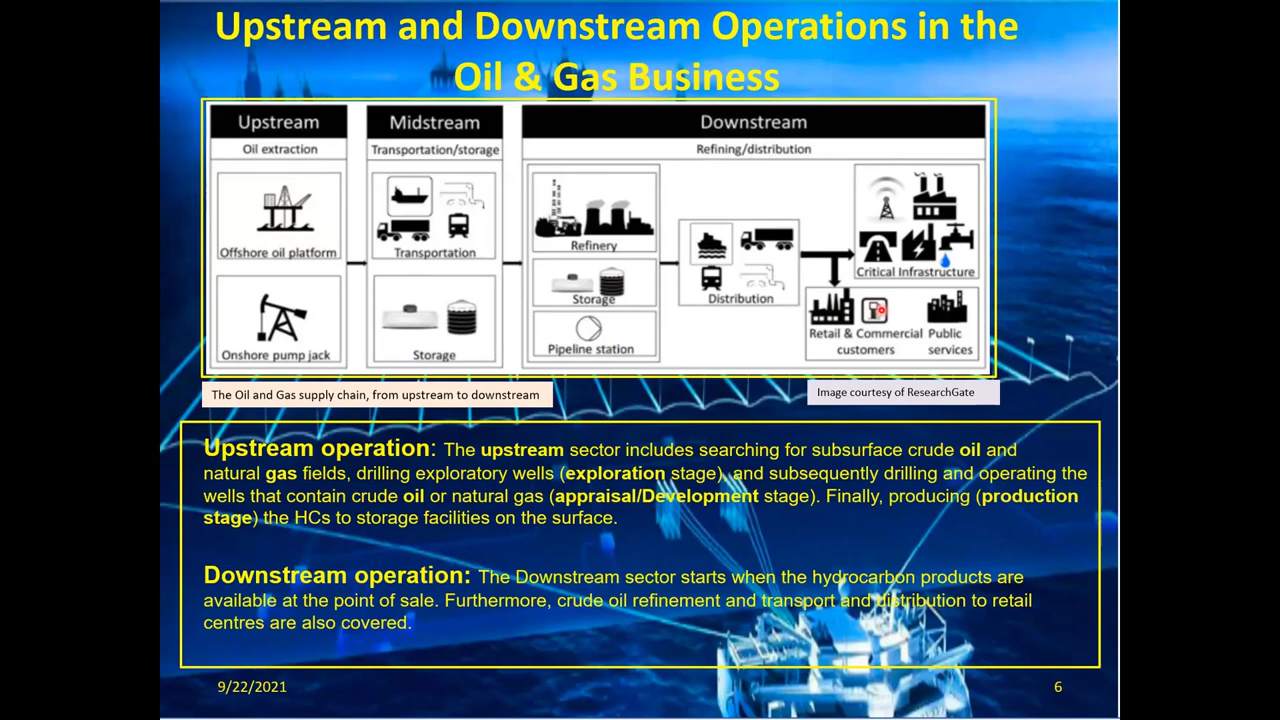 Upstream and Downstream Operations in the
Oil & Gas Business
Upstream
Oil extraction
Offshore oil platform
Onshore pump jack
Midstream
Transportation/storage
Transportation
Storage
Downstream
Refining/distribution
Refinery
Storage
Pipeline station
Distribution
Critical Infrastructure
Retail & Commercial
customers
Public
services
The Oil and Gas supply chain, from upstream to downstream
Image courtesy of ResearchGate
Upstream operation: The upstream sector includes searching for subsurface crude oil and
natural gas fields, drilling exploratory wells (exploration stage), and subsequently drilling and operating the
wells that contain crude oil or natural gas (appraisal/Development stage). Finally, producing (production
stage) the HCs to storage facilities on the surface.
Downstream operation: The Downstream sector starts when the hydrocarbon products are
available at the point of sale. Furthermore, crude oil refinement and transport and distribution to retail
centres are also covered.
9/22/2021
6